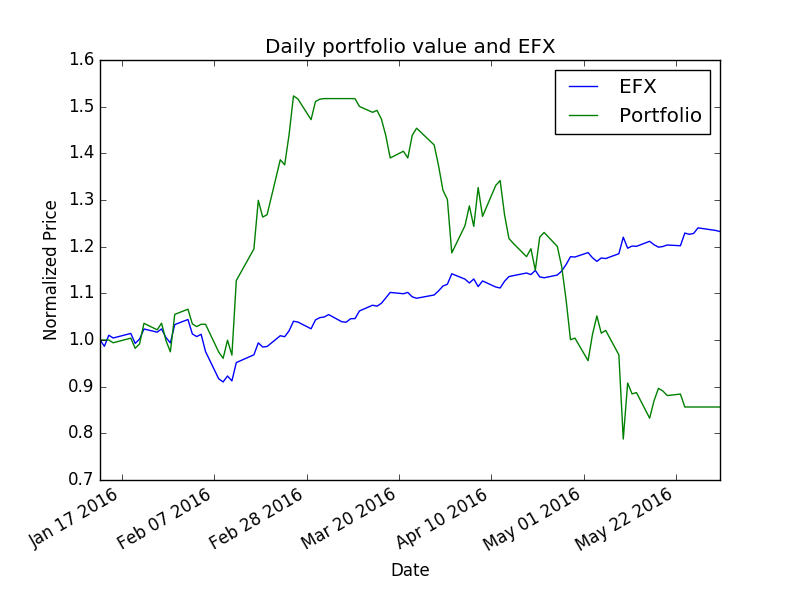 Daily portfolio value and EFX
EFX
Portfolio
Normalized Price
1.6
1.5
1.4
1.3
1.2
1.1
1.0
0.9
0.8
0.7
Jan 17 2016
Feb 07 2016
Feb 28 2016
Mar 20 2016
Apr 10 2016
May 01 2016
May 22 2016
Date